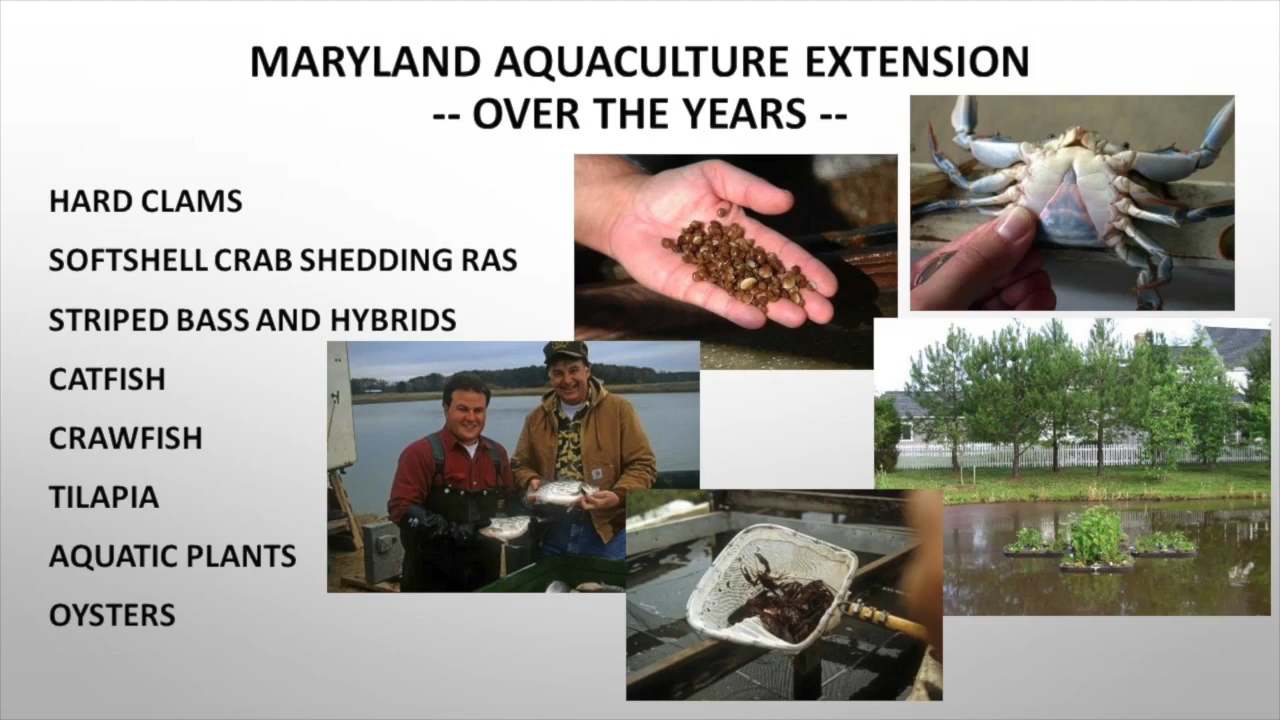 MARYLAND AQUACULTURE EXTENSION
-- OVER THE YEARS --
HARD CLAMS
SOFTSHELL CRAB SHEDDING RAS
STRIPED BASS AND HYBRIDS
CATFISH
CRAWFISH
TILAPIA
AQUATIC PLANTS
OYSTERS